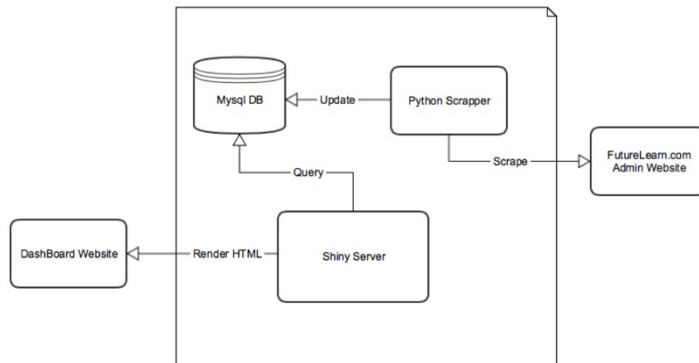 Mysql DB
Update
Python Scrapper
Scrape
FutureLearn.com
Admin Website
Query
DashBoard Website
Render HTML
Shiny Server